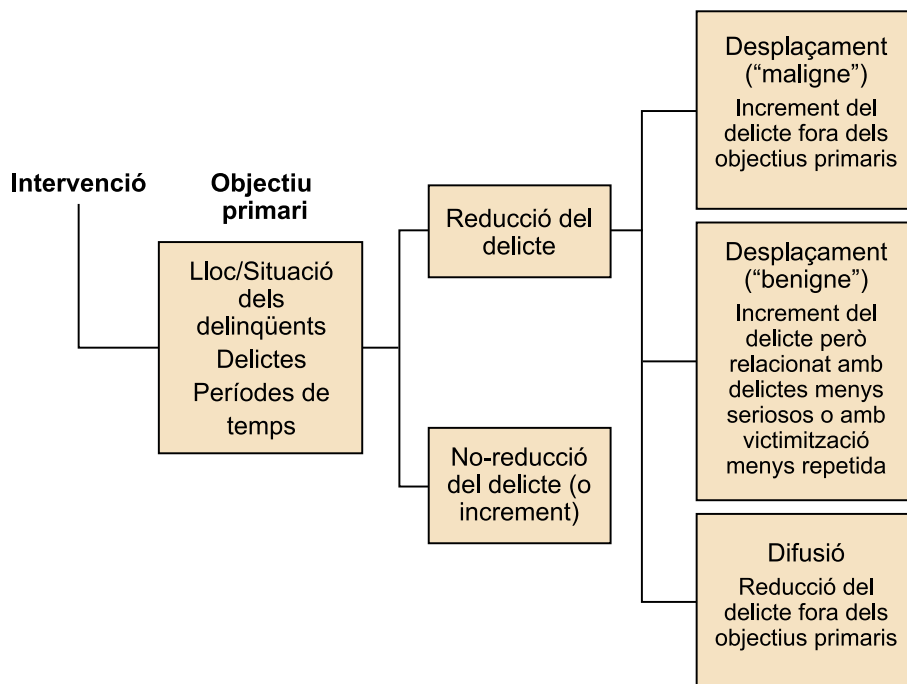 Intervenció
Objectiu
primari
Lloc/Situació
dels
delinqüents
Delictes
Períodes de
temps
Reducció del
delicte
No-reducció
del delicte (o
increment)
Desplaçament
(“maligne”)
Increment del
delicte fora dels
objectius primaris
Desplaçament
(“benigne”)
Increment del
delicte però
relacionat amb
delictes menys
seriosos o amb
victimització
menys repetida
Difusió
Reducció del
delicte fora dels
objectius primaris